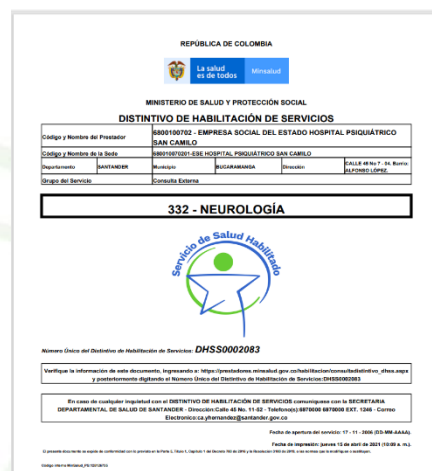 REPÚBLICA DE COLOMBIA
La salud
es de todos
Minsalud
MINISTERIO DE SALUD Y PROTECCIÓN SOCIAL
DISTINTIVO DE HABILITACIÓN DE SERVICIOS
Código y Nombre del Prestador 6800100702 - EMPRESA SOCIAL DEL ESTADO HOSPITAL PSIQUIÁTRICO
SAN CAMILO
Código y Nombre de la Sede 680010070201-ESE HOSPITAL PSIQUIÁTRICO SAN CAMILO
Departamento SANTANDER Municipio BUCARAMANGA Dirección CALLE 45 No 7 - 04. Barrio:
ALFONSO LÓPEZ.
Grupo del Servicio Consulta Externa
332 - NEUROLOGÍA
Servicio de Salud Habilitado
Número Único del Distintivo de Habilitación de Servicios: DHSS0002083
Verifique la información de este documento, ingresando a: https://prestadores.minsalud.gov.co/habilitacion/consultadistintivo_dhss.aspx
y posteriormente digitando el Número Único del Distintivo de Habilitación de Servicios:DHSS0002083
En caso de cualquier inquietud con el DISTINTIVO DE HABILITACIÓN DE SERVICIOS comuníquese con la SECRETARIA
DEPARTAMENTAL DE SALUD DE SANTANDER - Dirección:Calle 45 No. 11-52 - Telefono(s):6970000 6970000 EXT. 1246 - Correo
Electronico:ca.yhernandez@santander.gov.co
Fecha de apertura del servicio: 17 - 11 - 2006 (DD-MM-AAAA).
Fecha de impresión: jueves 15 de abril de 2021 (10:09 a. m.).